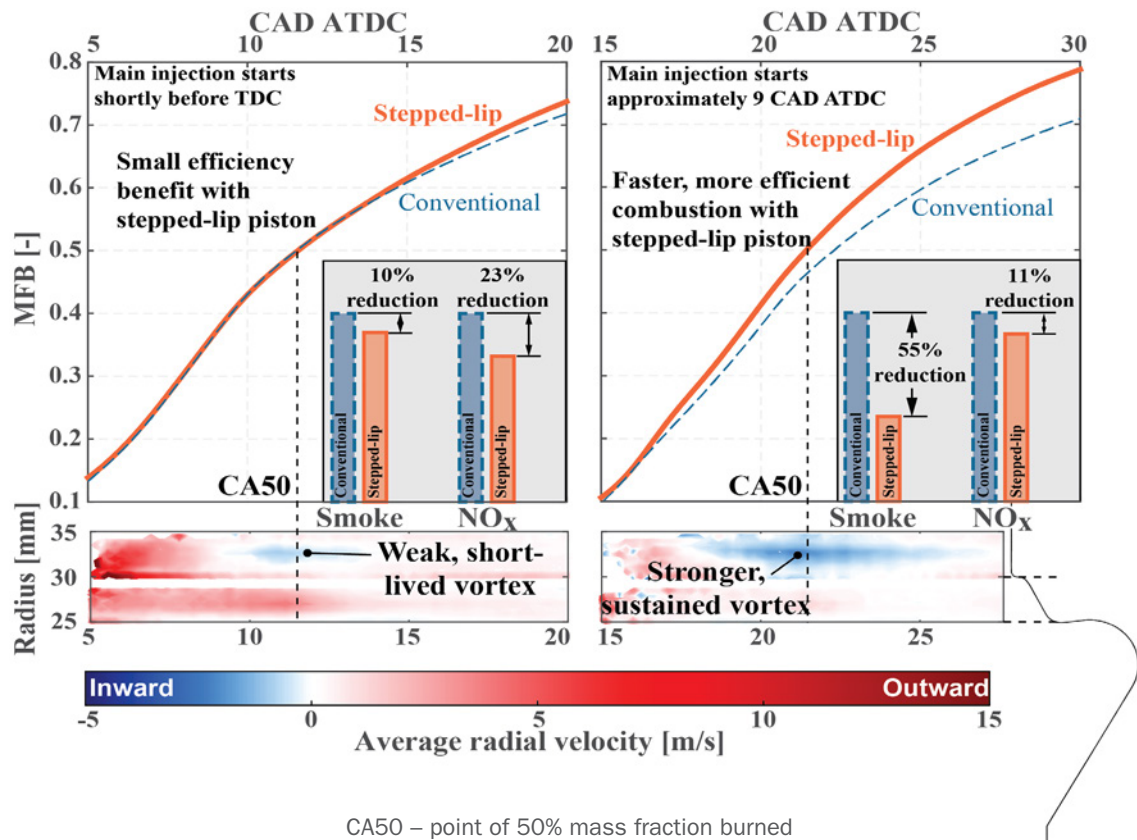 CAD ATDC
5 10 15 20
0.8
0.7
0.6
0.5
0.4
0.3
0.2
0.1
MFB [-]
Main injection starts
shortly before TDC
Stepped-lip
Small efficiency
benefit with
stepped-lip piston
Conventional
10%
reduction
23%
reduction
Conventional
Stepped-lip
Conventional
Stepped-lip
CA50
Smoke NOx
CAD ATDC
15 20 25 30
Main injection starts
approximately 9 CAD ATDC
Stepped-lip
Faster, more efficient
combustion with
stepped-lip piston
Conventional
11%
reduction
55%
reduction
Conventional
Stepped-lip
Conventional
Stepped-lip
CA50
Smoke NOx
Radius [mm]
35
30
25
Weak, short-
lived vortex
5 10 15 20
Stronger,
sustained vortex
15 20 25
Inward Outward
-5 0 5 10 15
Average radial velocity [m/s]
CA50 – point of 50% mass fraction burned